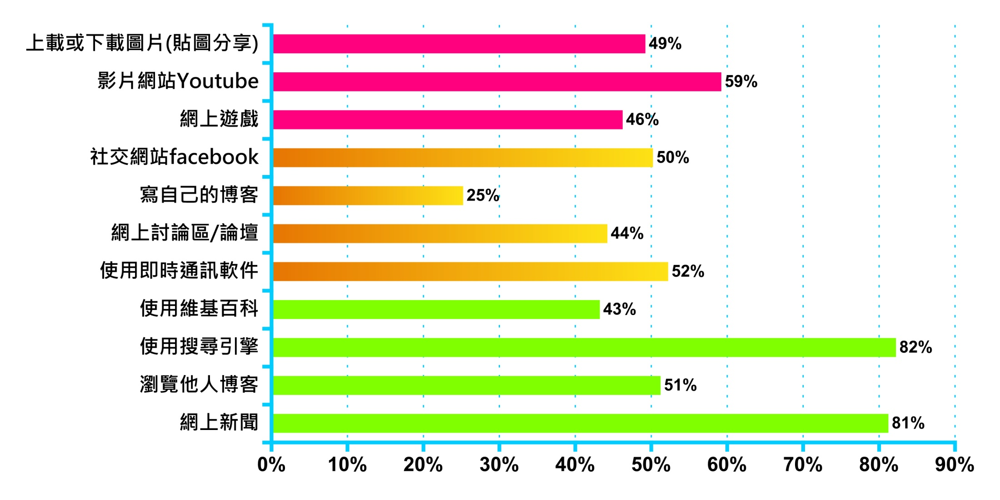 上載或下載圖片(貼圖分享) 49%
影片網站Youtube 59%
網上遊戲 46%
社交網站facebook 50%
寫自己的博客 25%
網上討論區/論壇 44%
使用即時通訊軟件 52%
使用維基百科 43%
使用搜尋引擎 82%
瀏覽他人博客 51%
網上新聞 81%
0% 10% 20% 30% 40% 50% 60% 70% 80% 90%